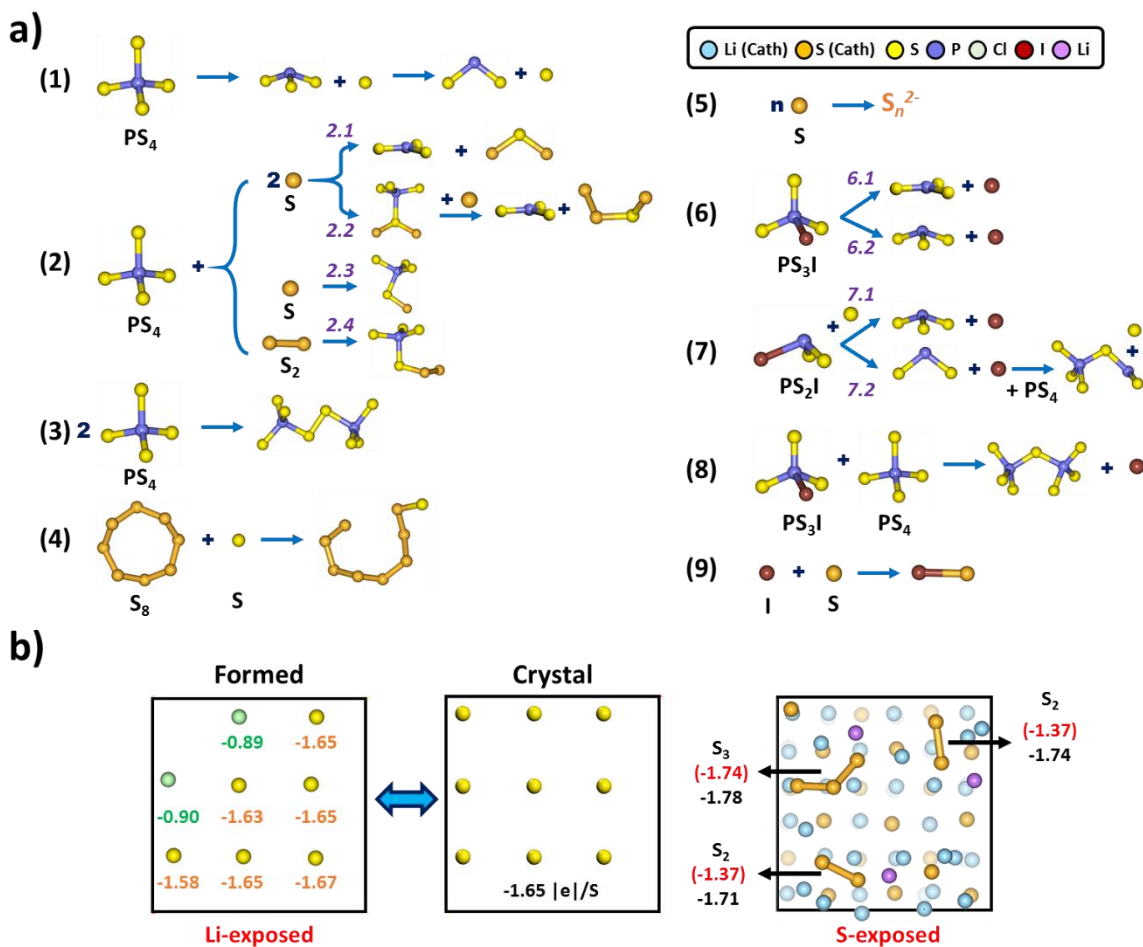 a)
Li (Cath) S (Cath) S P Cl I Li
(1)
PS4
+
+
(2)
PS4
+
2
S
2.1
+
2.2
+
+
S
2.3
S2
2.4
(3) 2
PS4
(4)
S8
+
S
(5)
n
S
Sn2-
(6)
PS3I
6.1
+
6.2
+
(7)
PS2I
+
7.1
+
7.2
+
+ PS4
+
(8)
PS3I
+
PS4
+
(9)
I
+
S
b)
Formed
-0.89 -1.65
-0.90 -1.63 -1.65
-1.58 -1.65 -1.67
Li-exposed
Crystal
-1.65 |e|/S
S3
(-1.74)
-1.78
S2
(-1.37)
-1.71
S2
(-1.37)
-1.74
S-exposed